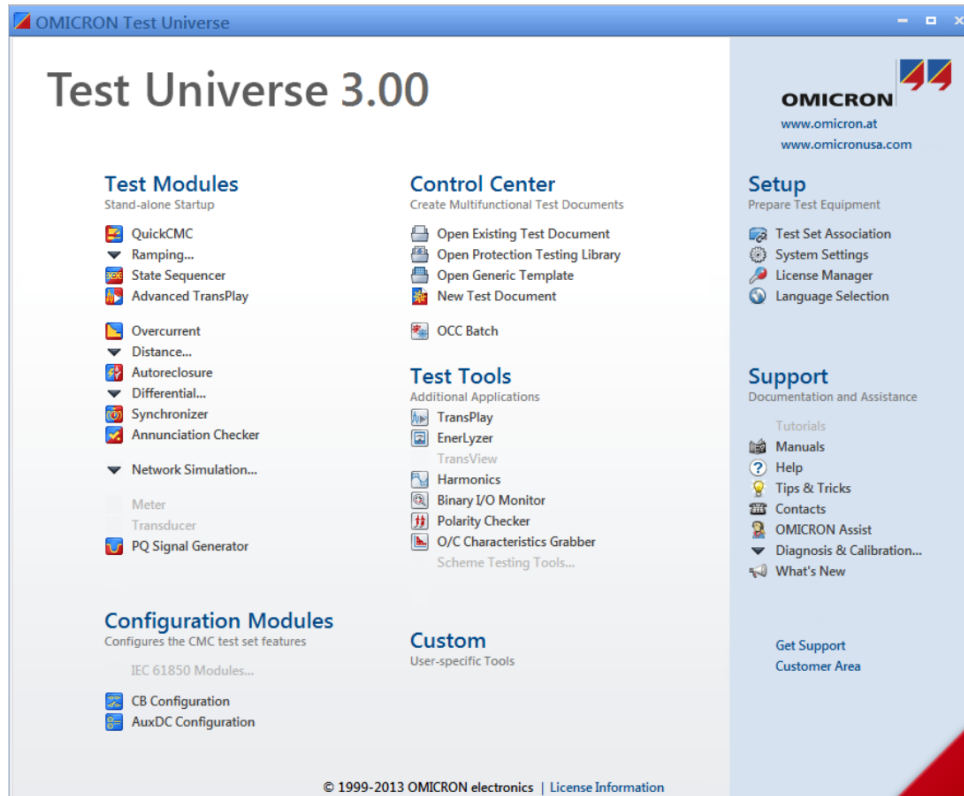 OMICRON Test Universe
Test Universe 3.00
OMICRON
www.omicron.at
www.omicronusa.com
Test Modules
Stand-alone Startup
QuickCMC
Ramping...
State Sequencer
Advanced TransPlay
Overcurrent
Distance...
Autoreclosure
Differential...
Synchronizer
Annunciation Checker
Network Simulation...
Meter
Transducer
PQ Signal Generator
Configuration Modules
Configures the CMC test set features
IEC 61850 Modules...
CB Configuration
AuxDC Configuration
Control Center
Create Multifunctional Test Documents
Open Existing Test Document
Open Protection Testing Library
Open Generic Template
New Test Document
OCC Batch
Test Tools
Additional Applications
TransPlay
EnerLyzer
TransView
Harmonics
Binary I/O Monitor
Polarity Checker
O/C Characteristics Grabber
Scheme Testing Tools...
Custom
User-specific Tools
Setup
Prepare Test Equipment
Test Set Association
System Settings
License Manager
Language Selection
Support
Documentation and Assistance
Tutorials
Manuals
Help
Tips & Tricks
Contacts
OMICRON Assist
Diagnosis & Calibration...
What's New
Get Support
Customer Area
© 1999-2013 OMICRON electronics | License Information